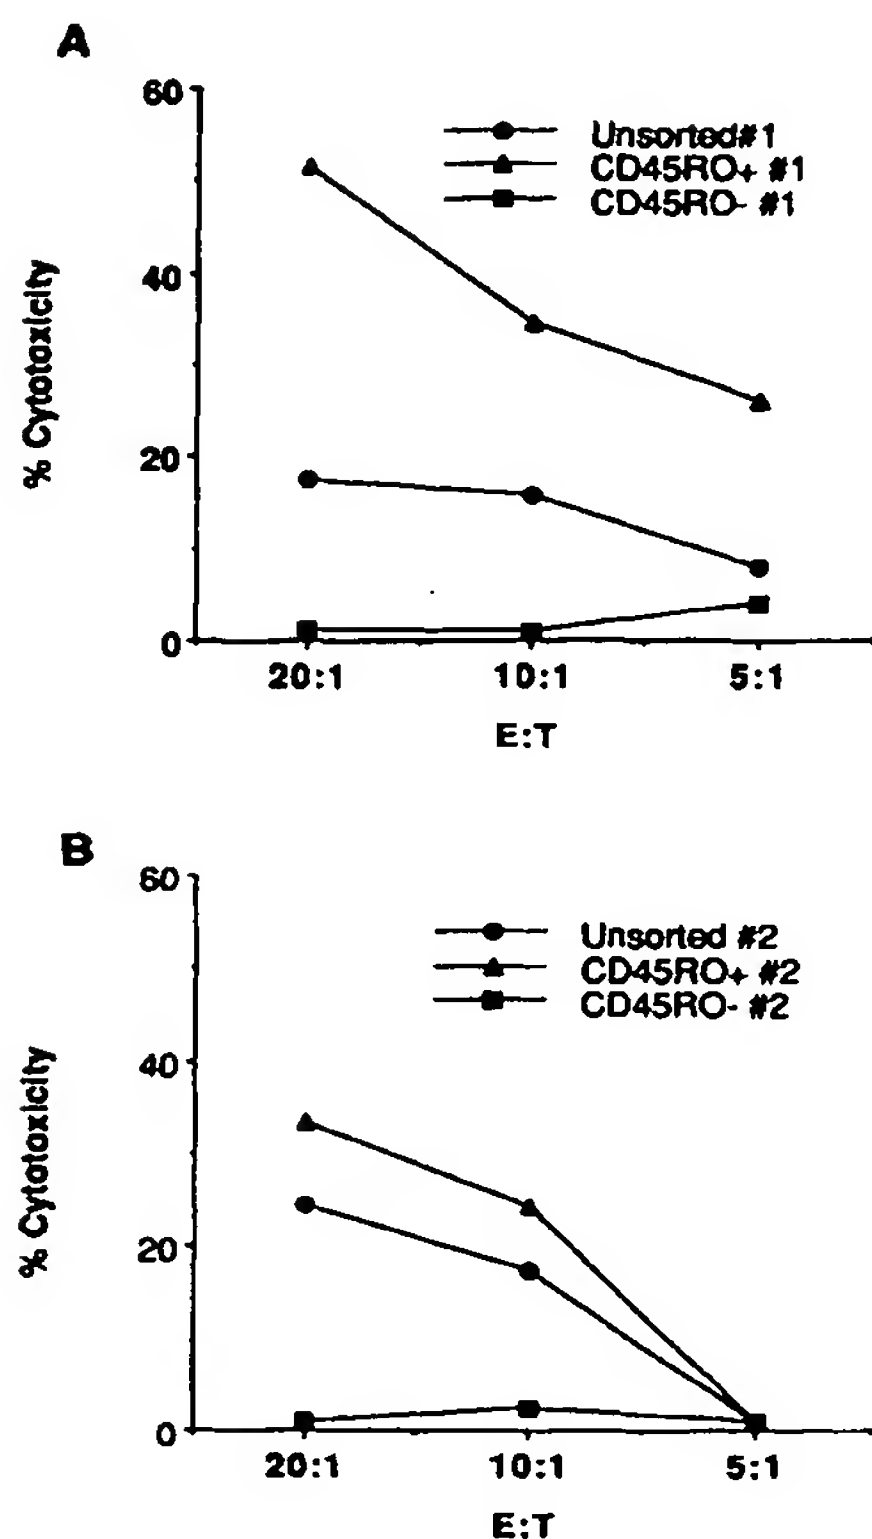 A
60
Unsorted#1
CD45RO+ #1
CD45RO- #1
40
% Cytotoxicity
20
0
20:1 10:1 5:1
E:T
B
60
Unsorted #2
CD45RO+ #2
CD45RO- #2
40
% Cytotoxicity
20
0
20:1 10:1 5:1
E:T